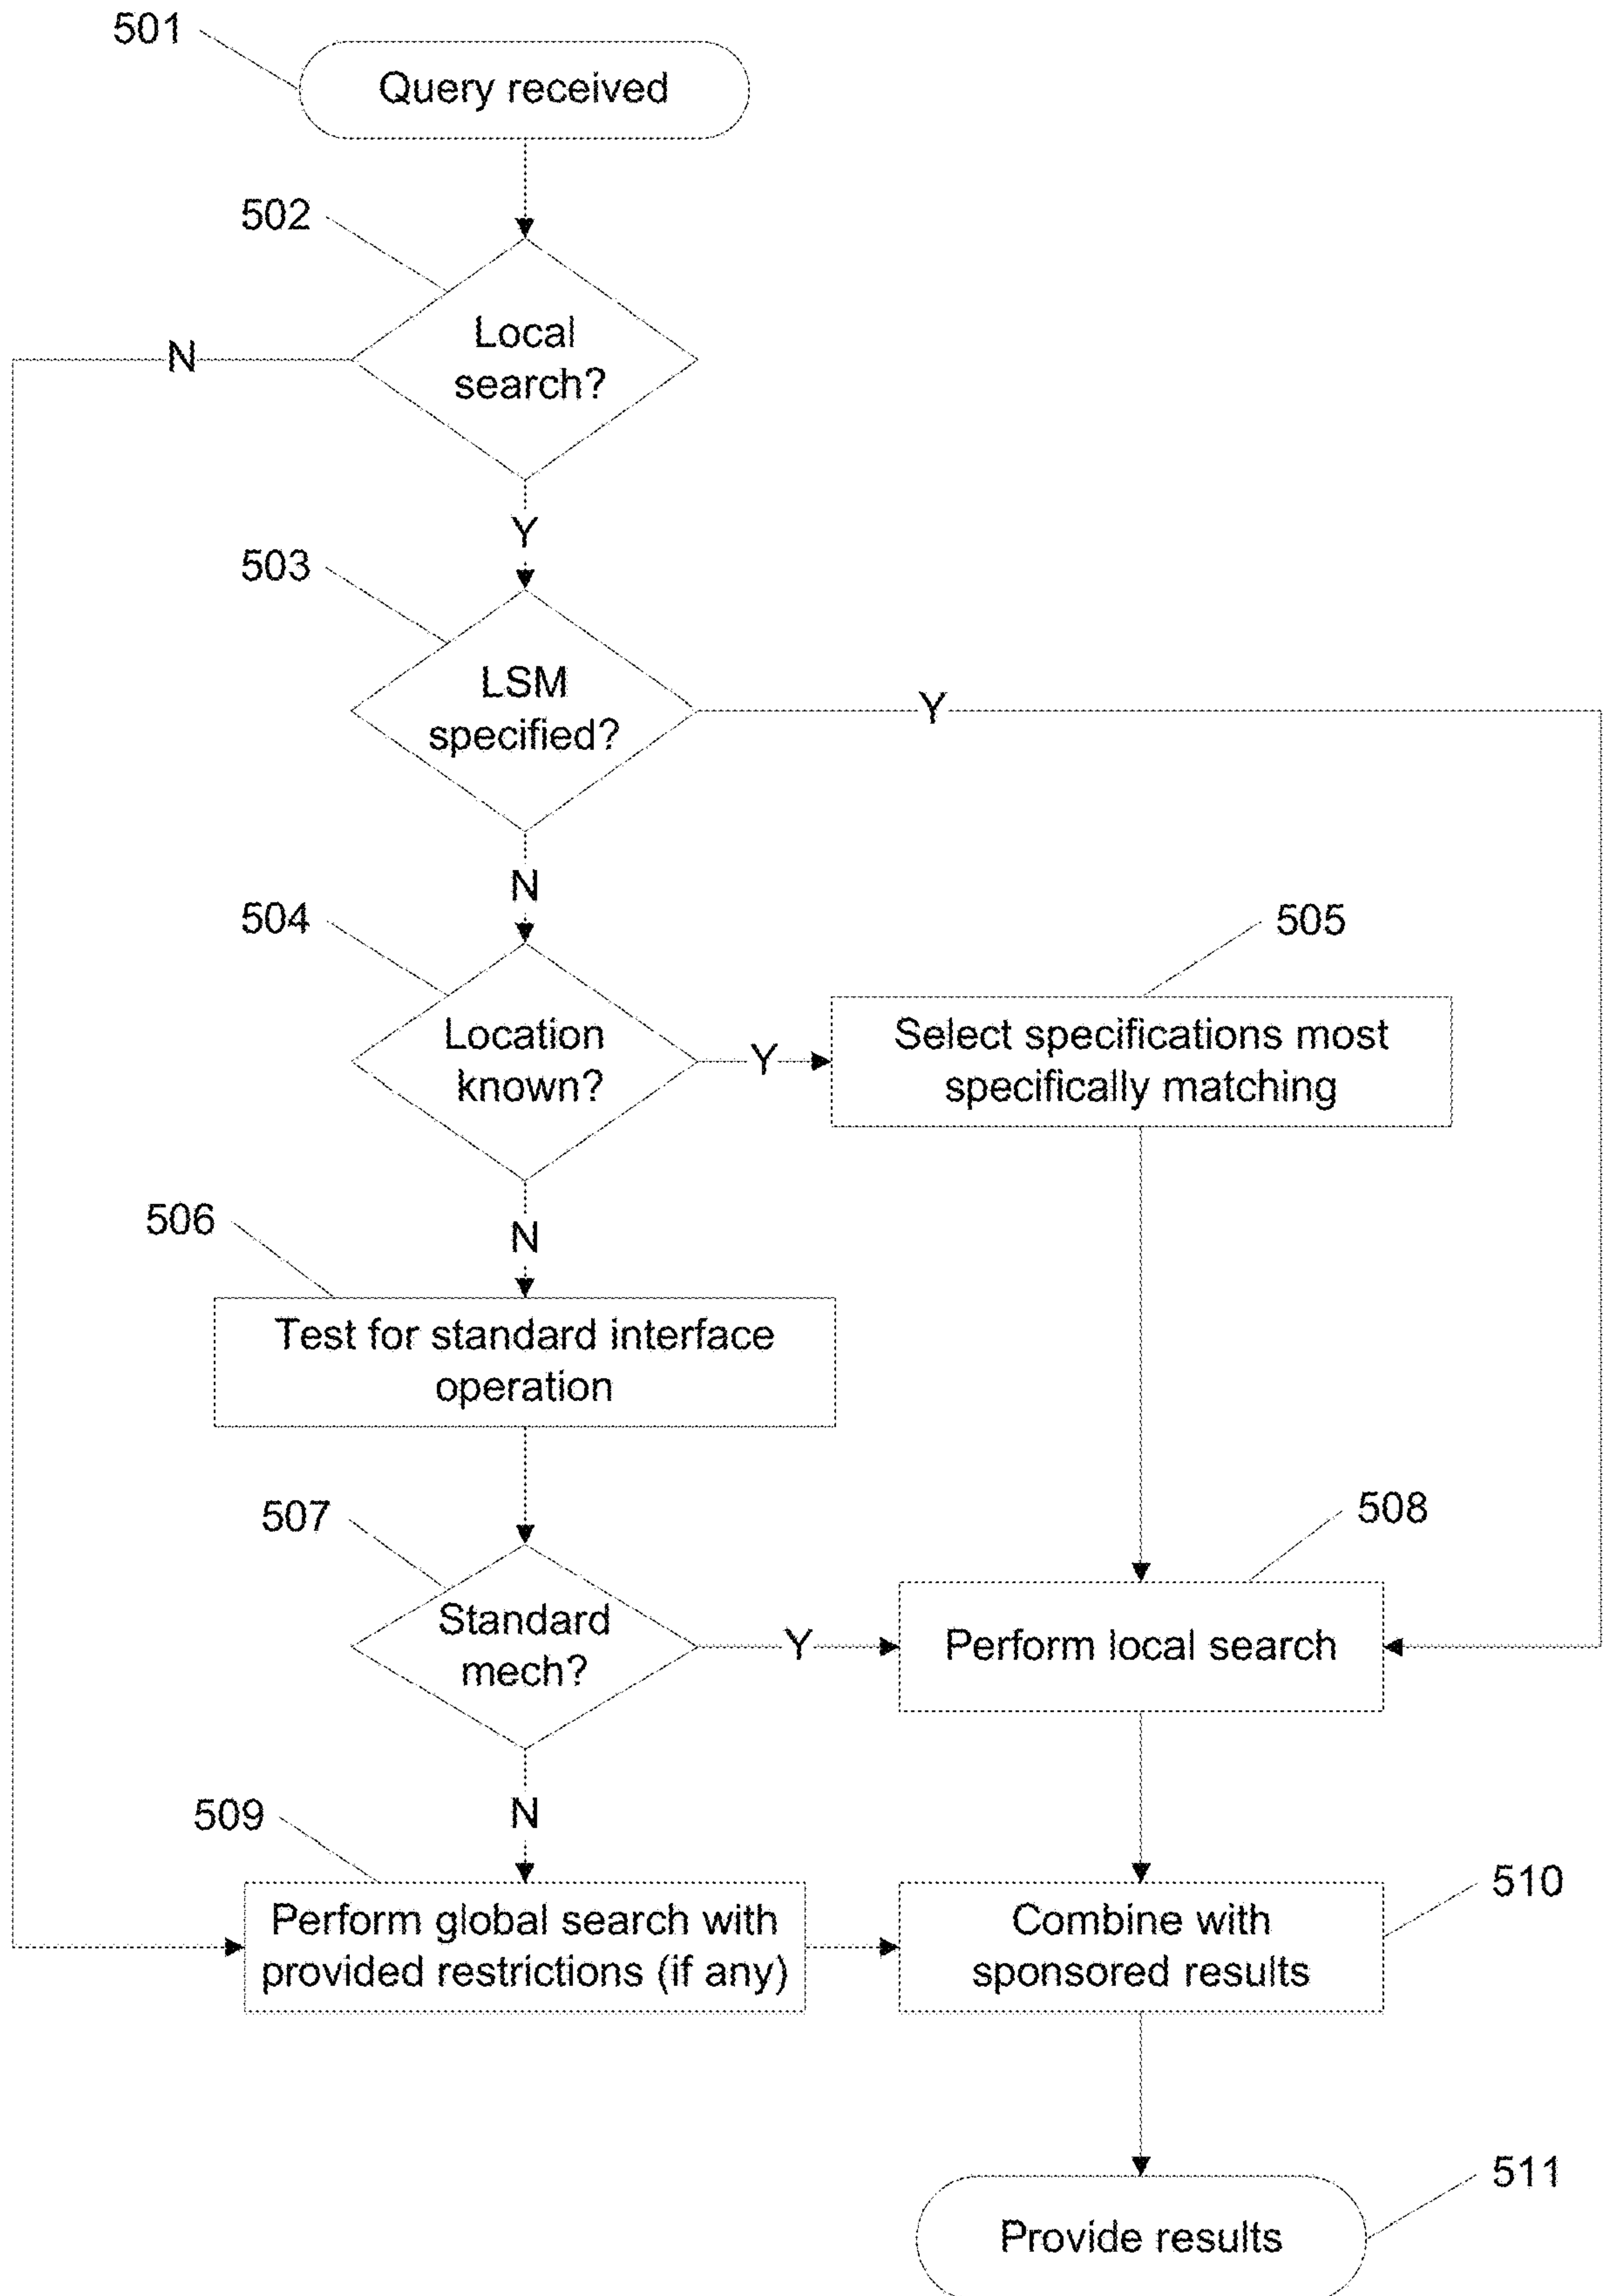 501
Query received
502
Local
search?
N
Y
503
LSM
specified?
Y
N
504
505
Location
known?
Y
Select specifications most
specifically matching
N
506
Test for standard interface
operation
507
508
Standard
mech?
Y
Perform local search
N
509
510
Perform global search with
provided restrictions (if any)
Combine with
sponsored results
511
Provide results